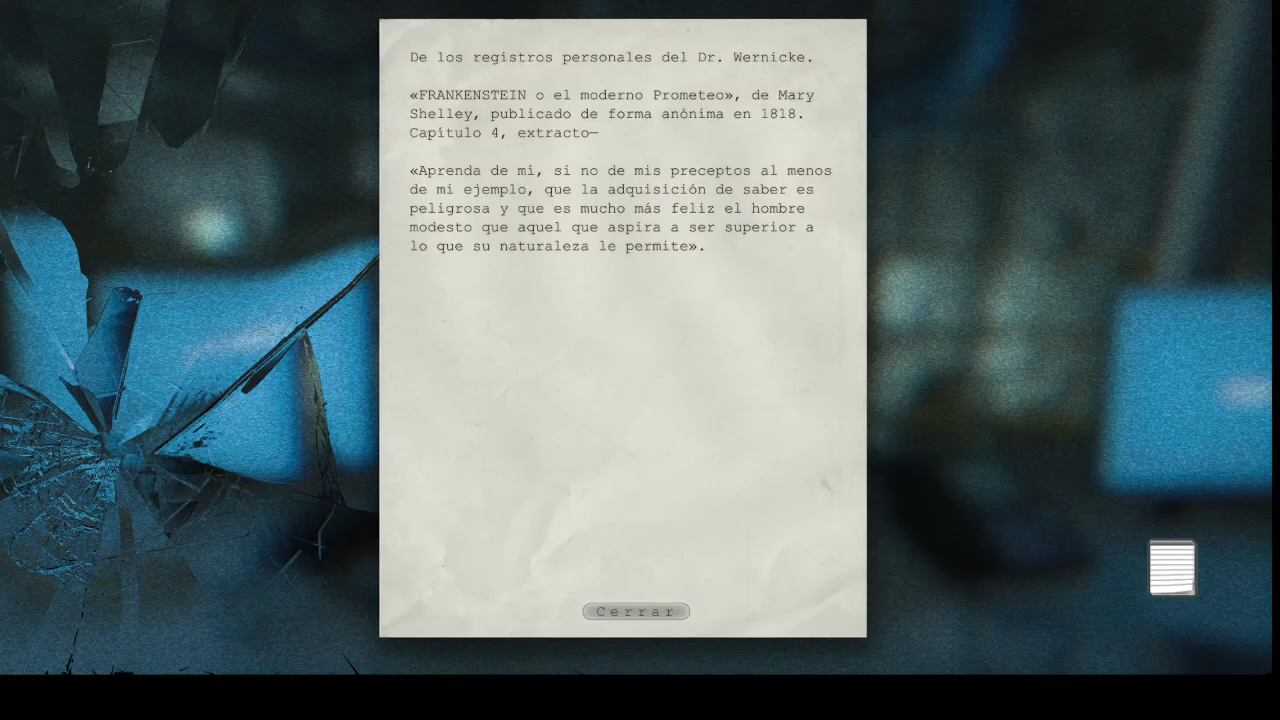 De los registros personales del Dr. Wernicke.
«FRANKENSTEIN o el moderno Prometeo», de Mary
Shelley, publicado de forma anónima en 1818.
Capítulo 4, extracto—
«Aprenda de mí, si no de mis preceptos al menos
de mi ejemplo, que la adquisición de saber es
peligrosa y que es mucho más feliz el hombre
modesto que aquel que aspira a ser superior a
lo que su naturaleza le permite».
Cerrar